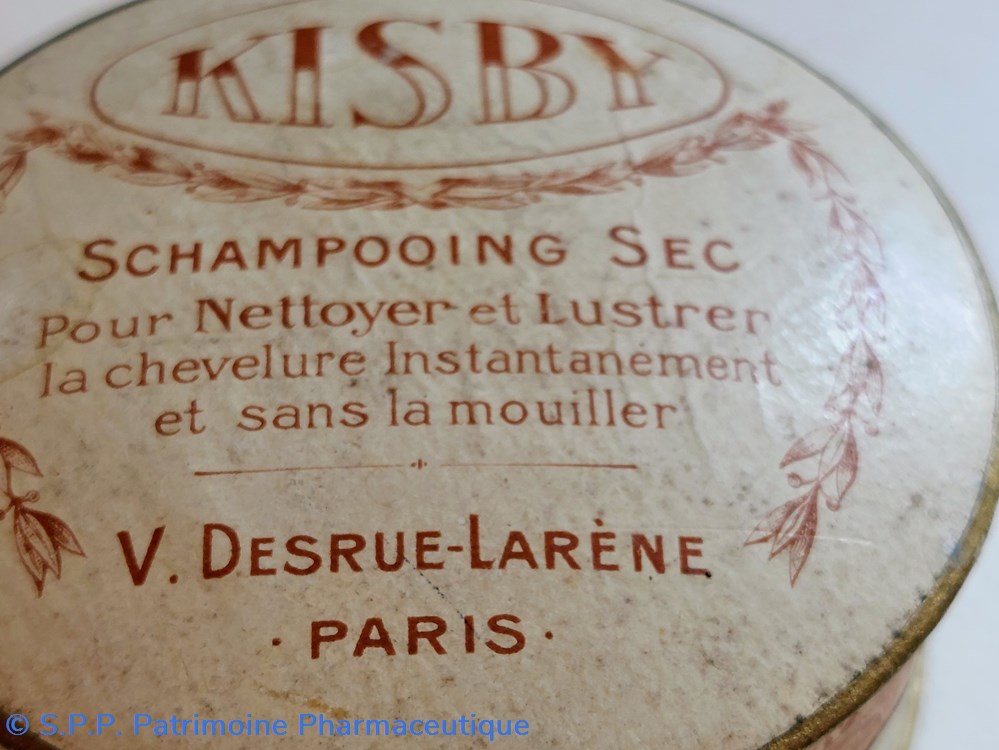 KISBY
SCHAMPOOING SEC
Pour Nettoyer et Lustrer
la chevelure Instantanément
et sans la mouiller
V. DESRUE-LARÈNE
· PARIS ·
© S.P.P. Patrimoine Pharmaceutique